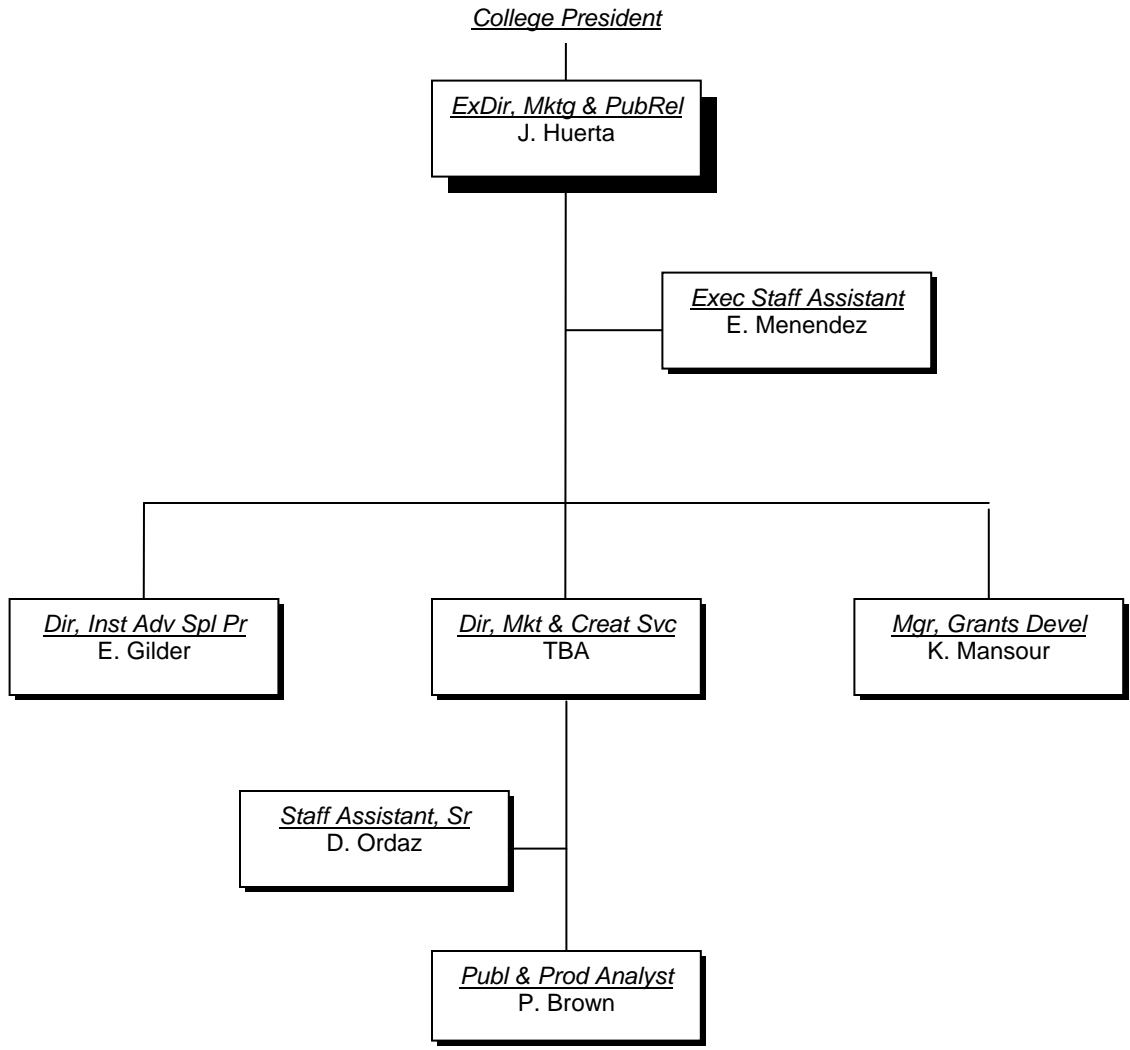 College President
ExDir, Mktg & PubRel
J. Huerta
Exec Staff Assistant
E. Menendez
Dir, Inst Adv Spl Pr
E. Gilder
Dir, Mkt & Creat Svc
TBA
Mgr, Grants Devel
K. Mansour
Staff Assistant, Sr
D. Ordaz
Publ & Prod Analyst
P. Brown